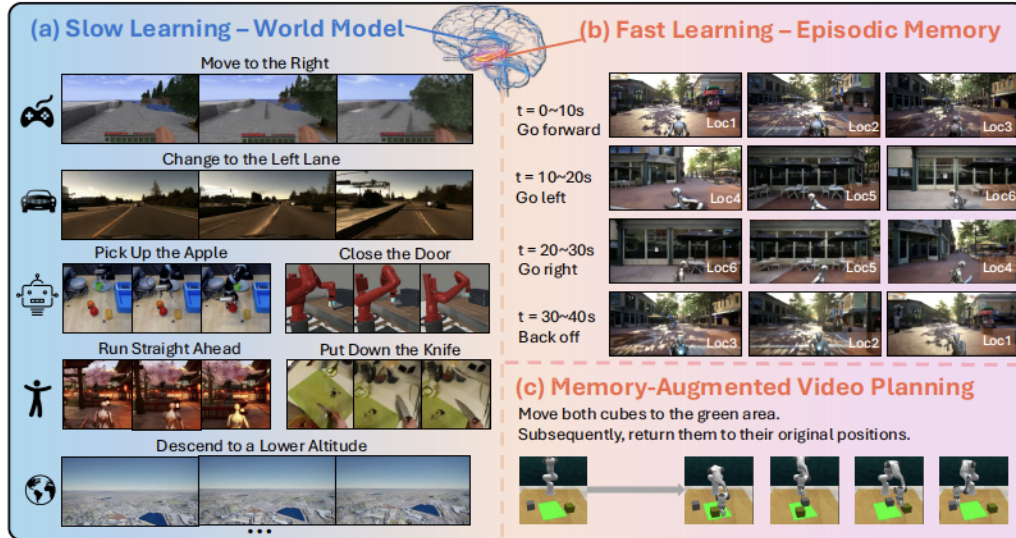 (a) Slow Learning – World Model
Move to the Right
Change to the Left Lane
Pick Up the Apple
Close the Door
Run Straight Ahead
Put Down the Knife
Descend to a Lower Altitude
•••
(b) Fast Learning – Episodic Memory
t = 0~10s
Go forward
Loc1
Loc2
Loc3
t = 10~20s
Go left
Loc4
Loc5
Loc6
t = 20~30s
Go right
Loc6
Loc5
Loc4
t = 30~40s
Back off
Loc3
Loc2
Loc1
(c) Memory-Augmented Video Planning
Move both cubes to the green area.
Subsequently, return them to their original positions.